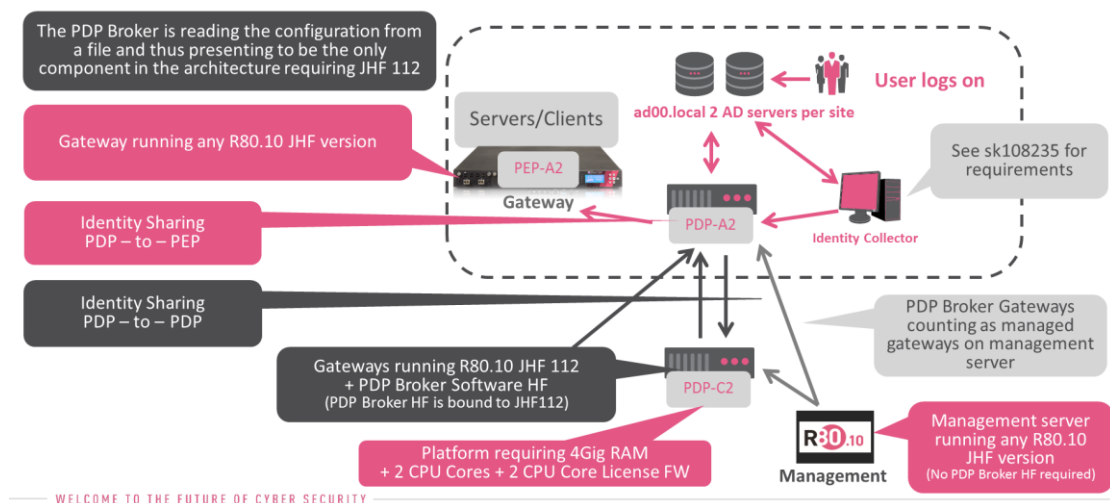 The PDP Broker is reading the configuration from
a file and thus presenting to be the only
component in the architecture requiring JHF 112
User logs on
ad00.local 2 AD servers per site
Servers/Clients
Gateway running any R80.10 JHF version
PEP-A2
Gateway
See sk108235 for
requirements
Identity Sharing
PDP – to – PEP
PDP-A2
Identity Collector
Identity Sharing
PDP – to – PDP
PDP Broker Gateways
counting as managed
gateways on management
server
Gateways running R80.10 JHF 112
+ PDP Broker Software HF
(PDP Broker HF is bound to JHF112)
PDP-C2
Platform requiring 4Gig RAM
+ 2 CPU Cores + 2 CPU Core License FW
R80.10
Management
Management server
running any R80.10
JHF version
(No PDP Broker HF required)
WELCOME TO THE FUTURE OF CYBER SECURITY